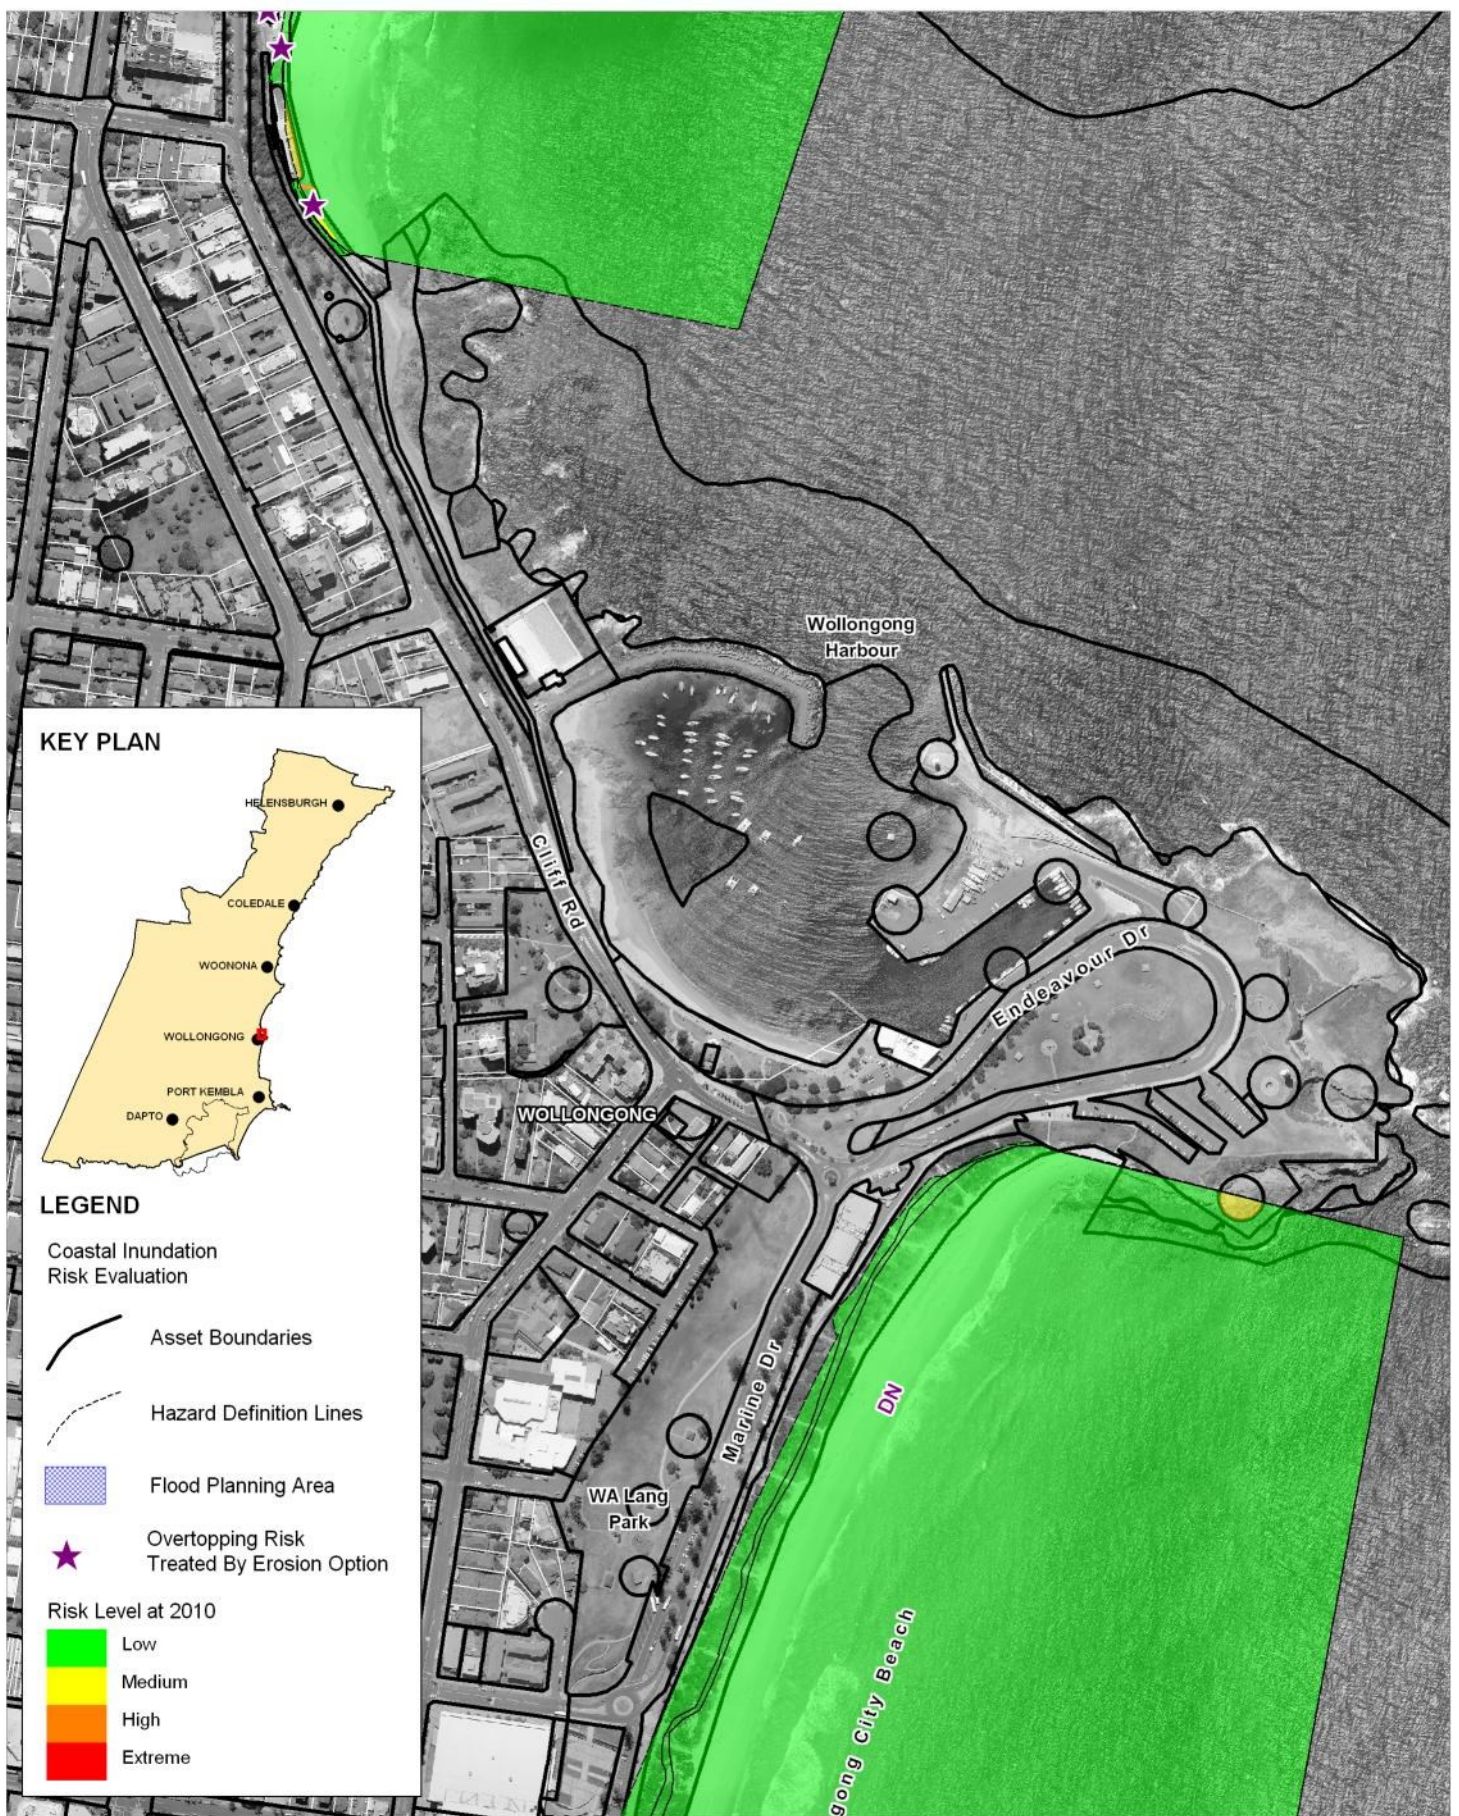 Wollongong
Harbour
KEY PLAN
HELENSBURGH
COLEDALE
WOONONA
WOLLONGONG
PORT KEMBLA
DAPTO
Cliff Rd
Endeavour Dr
WOLLONGONG
LEGEND
Coastal Inundation
Risk Evaluation
Asset Boundaries
Hazard Definition Lines
Flood Planning Area
Overtopping Risk
Treated By Erosion Option
Risk Level at 2010
Low
Medium
High
Extreme
Marine Dr
DN
WA Lang
Park
gong City Beach